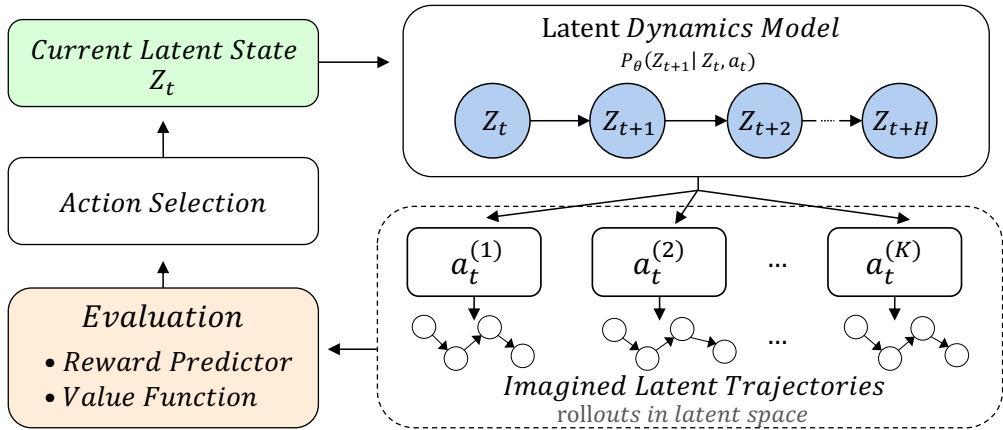 Current Latent State
Z_t
Latent Dynamics Model
P_θ(Z_{t+1} | Z_t, a_t)
Z_t
Z_{t+1}
Z_{t+2}
.....
Z_{t+H}
Action Selection
a_t^{(1)}
a_t^{(2)}
...
a_t^{(K)}
...
Evaluation
• Reward Predictor
• Value Function
Imagined Latent Trajectories
rollouts in latent space